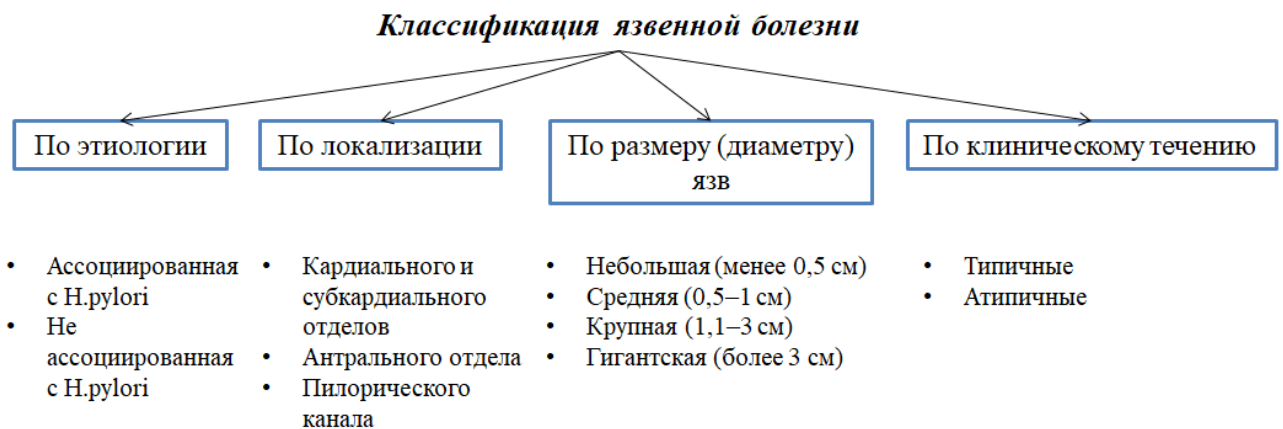 Классификация язвенной болезни
По этиологии
По локализации
По размеру (диаметру)
язв
По клиническому течению
• Ассоциированная
с H.pylori
• Не
ассоциированная
с H.pylori
• Кардиального и
субкардиального
отделов
• Антрального отдела
• Пилорического
канала
• Небольшая (менее 0,5 см)
• Средняя (0,5–1 см)
• Крупная (1,1–3 см)
• Гигантская (более 3 см)
• Типичные
• Атипичные